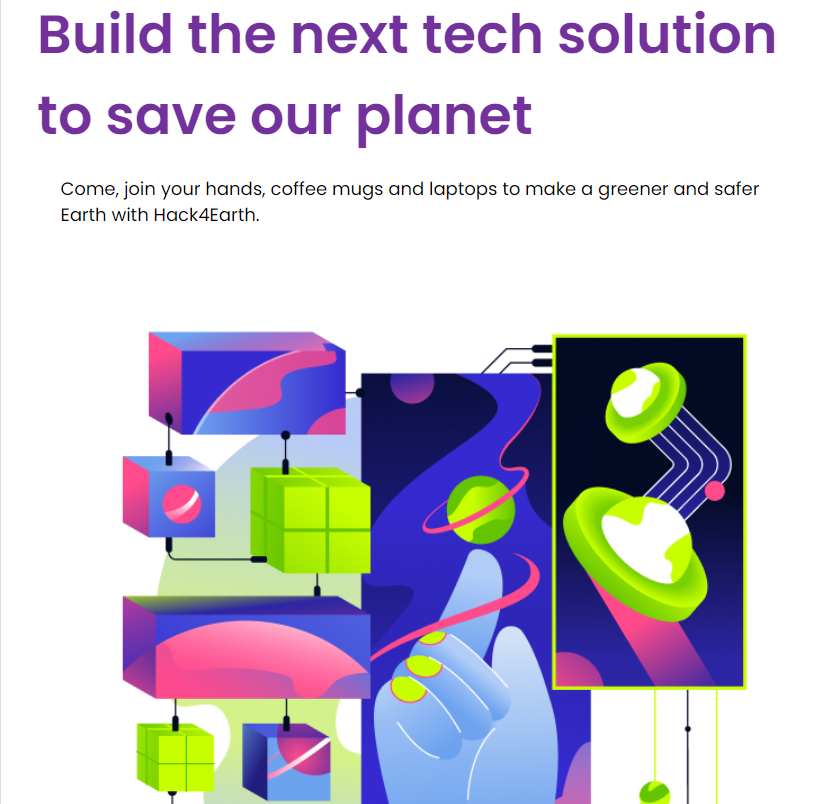 Build the next tech solution
to save our planet
Come, join your hands, coffee mugs and laptops to make a greener and safer
Earth with Hack4Earth.